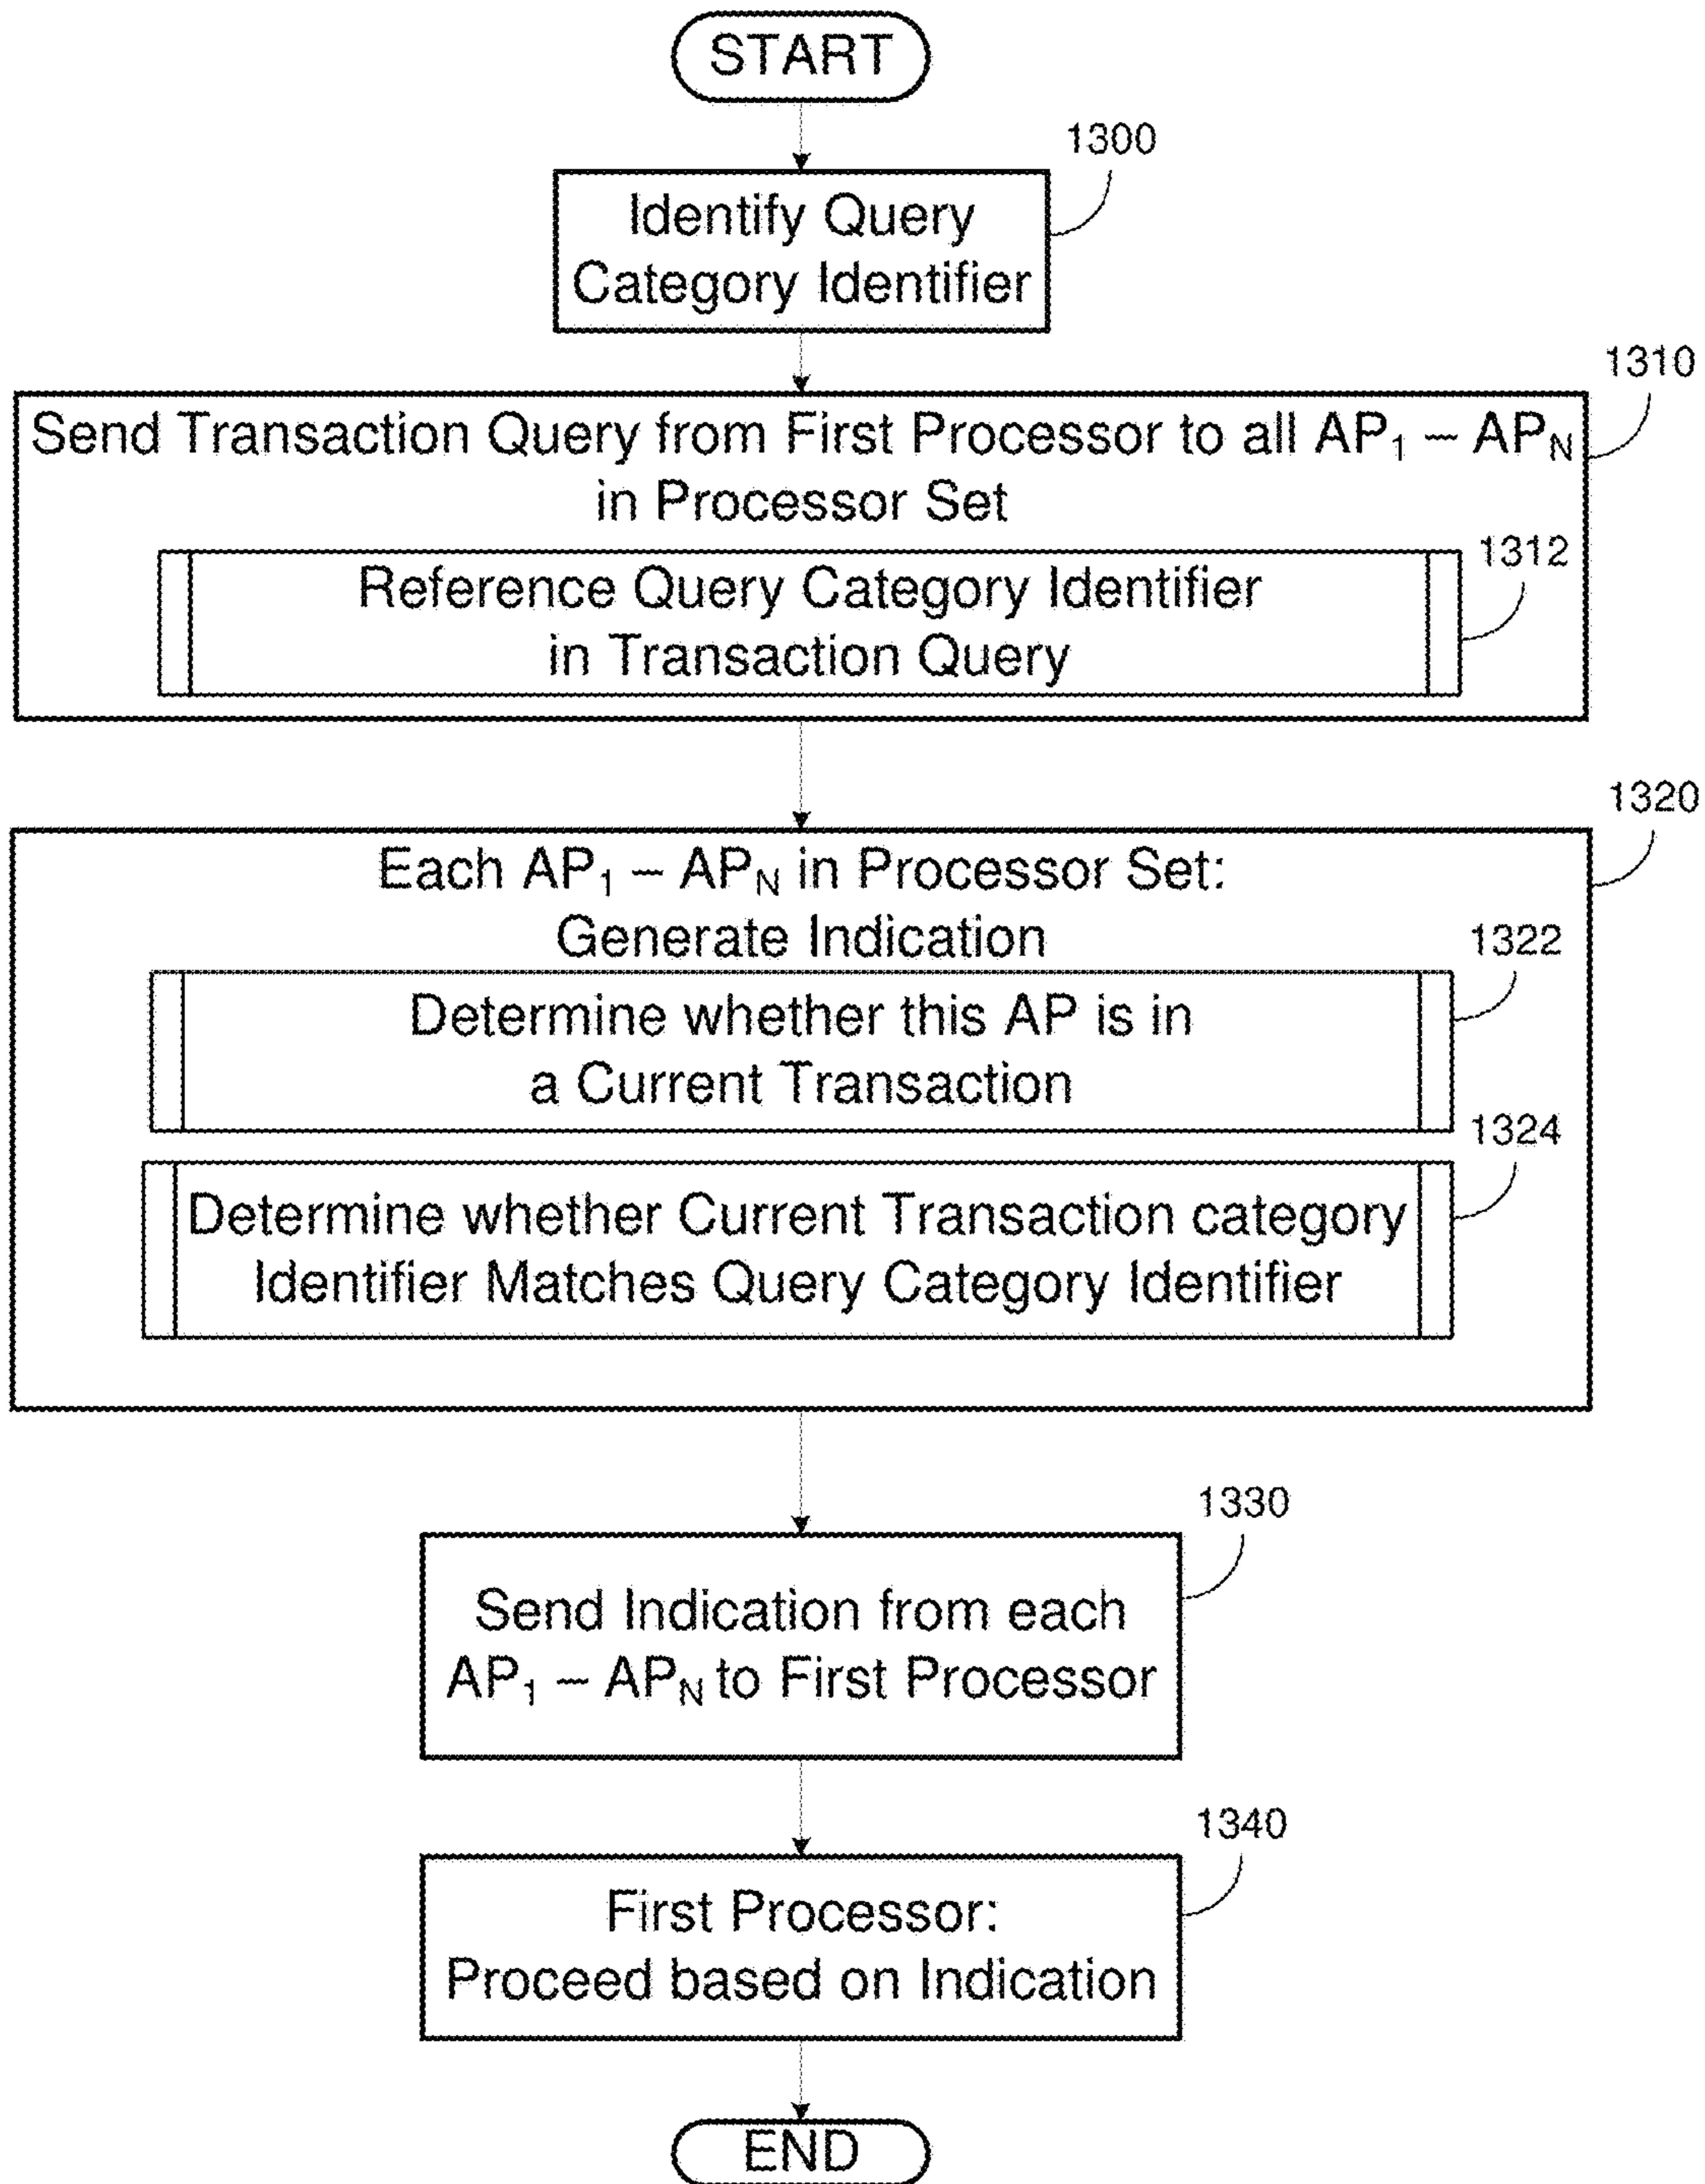 START
1300
Identify Query
Category Identifier
1310
Send Transaction Query from First Processor to all AP₁ – AP_N
in Processor Set
1312
Reference Query Category Identifier
in Transaction Query
1320
Each AP₁ – AP_N in Processor Set:
Generate Indication
1322
Determine whether this AP is in
a Current Transaction
1324
Determine whether Current Transaction category
Identifier Matches Query Category Identifier
1330
Send Indication from each
AP₁ – AP_N to First Processor
1340
First Processor:
Proceed based on Indication
END